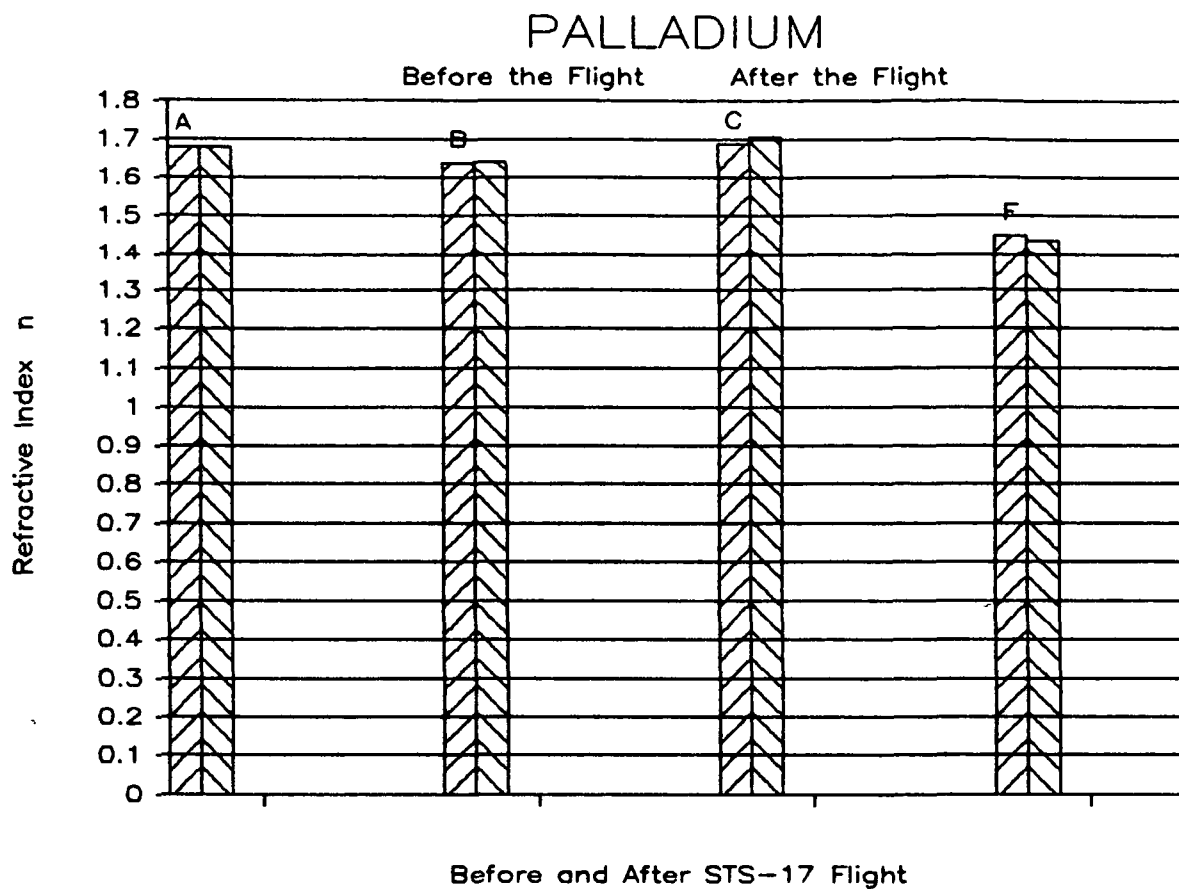 PALLADIUM
Before the Flight After the Flight
1.8
1.7
1.6
1.5
1.4
1.3
1.2
1.1
1
0.9
0.8
0.7
0.6
0.5
0.4
0.3
0.2
0.1
0
Refractive Index n
A
B
C
F
Before and After STS-17 Flight